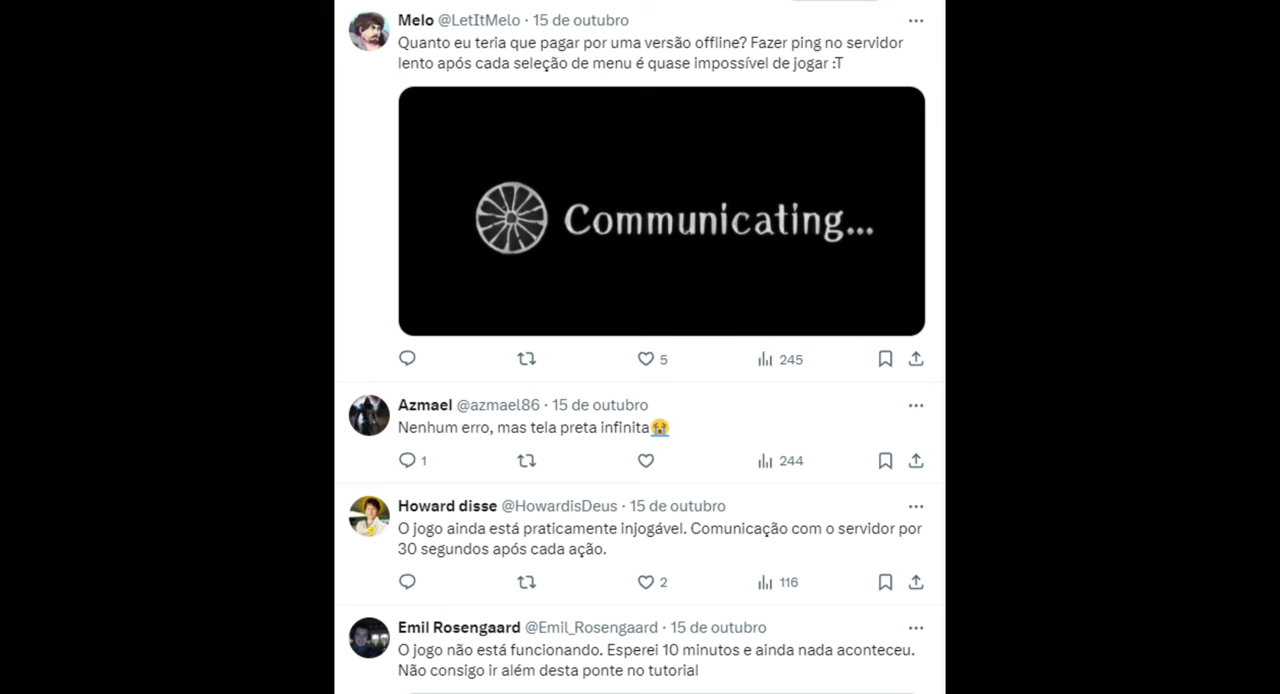 Melo @LetItMelo · 15 de outubro
Quanto eu teria que pagar por uma versão offline? Fazer ping no servidor
lento após cada seleção de menu é quase impossível de jogar :T
Communicating...
5 245
Azmael @azmael86 · 15 de outubro
Nenhum erro, mas tela preta infinita😭
1 244
Howard disse @HowardisDeus · 15 de outubro
O jogo ainda está praticamente injogável. Comunicação com o servidor por
30 segundos após cada ação.
2 116
Emil Rosengaard @Emil_Rosengaard · 15 de outubro
O jogo não está funcionando. Esperei 10 minutos e ainda nada aconteceu.
Não consigo ir além desta ponte no tutorial